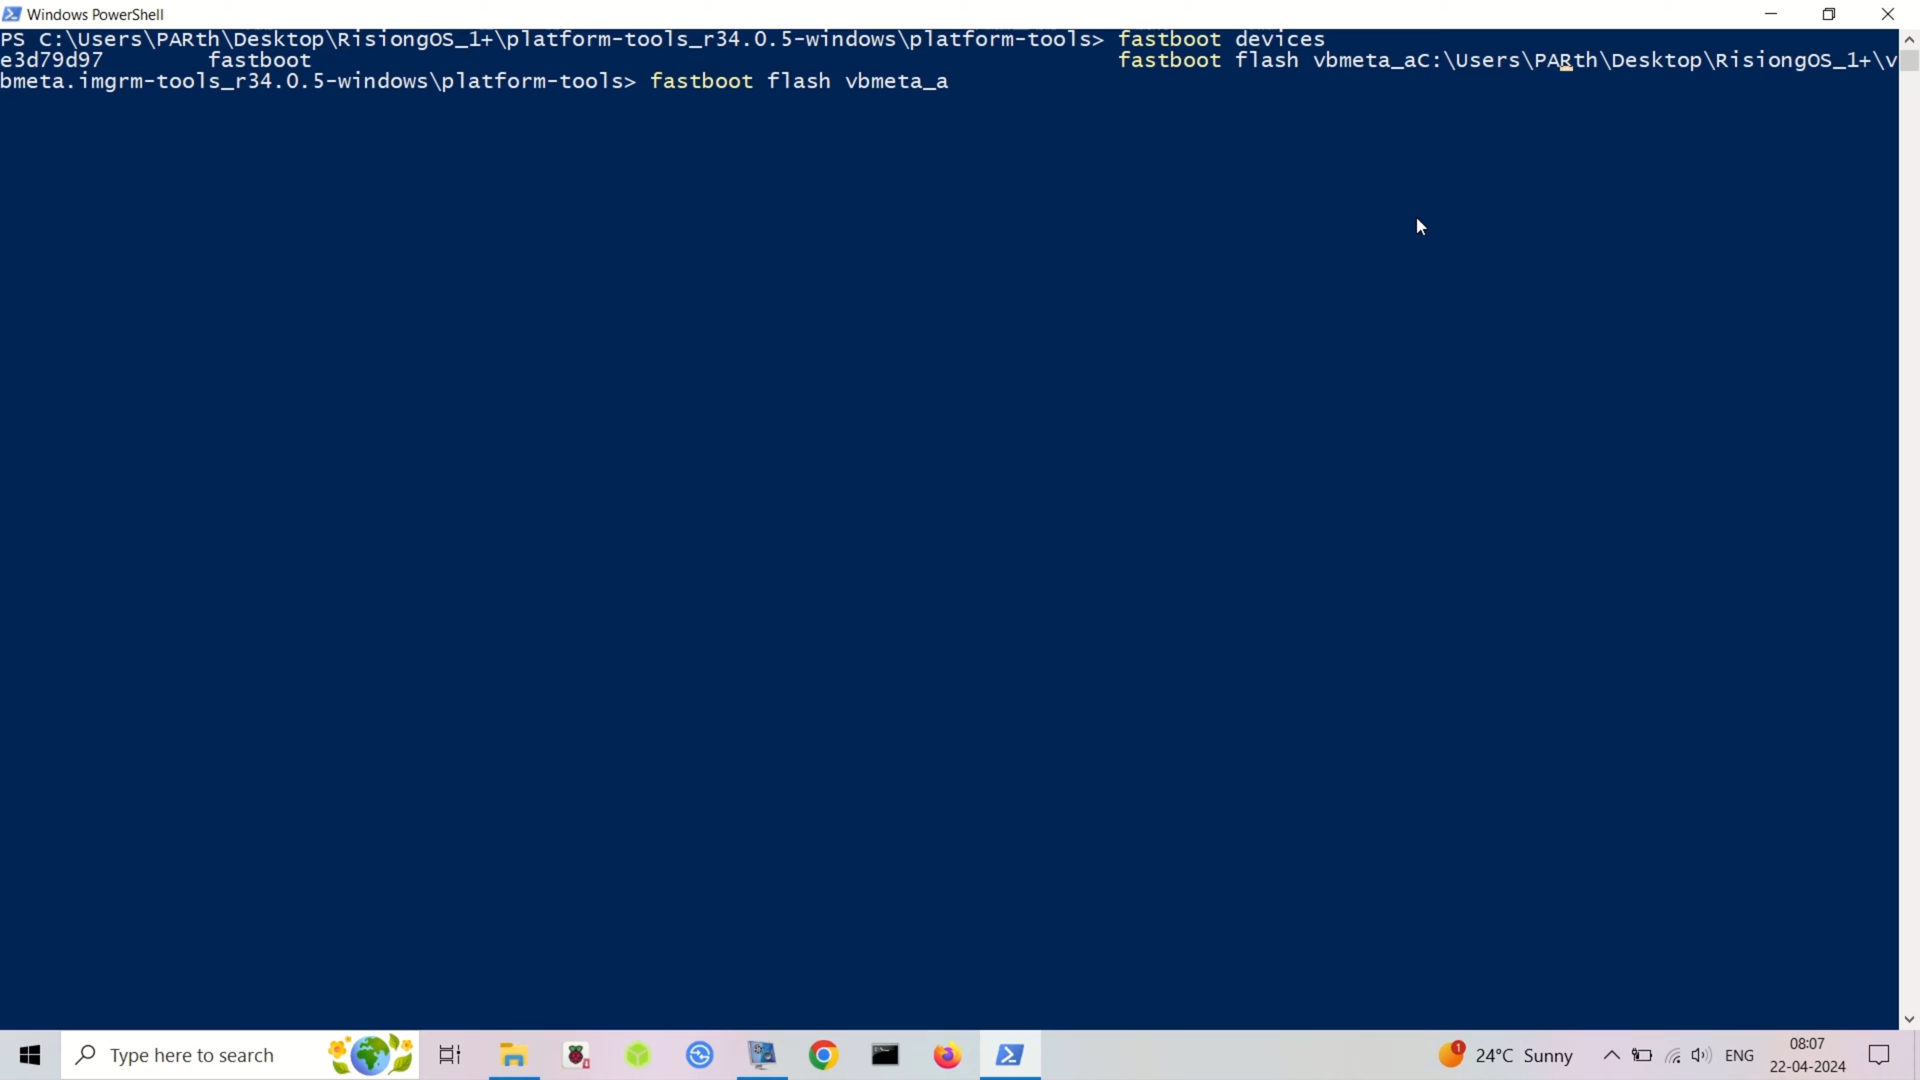 Windows PowerShell
PS C:\Users\PARth\Desktop\RisiongOS_1+\platform-tools_r34.0.5-windows\platform-tools> fastboot devices
e3d79d97 fastboot fastboot flash vbmeta_aC:\Users\PARth\Desktop\RisiongOS_1+\v
bmeta.imgrm-tools_r34.0.5-windows\platform-tools> fastboot flash vbmeta_a
Type here to search
1
24°C Sunny
ENG
08:07
22-04-2024